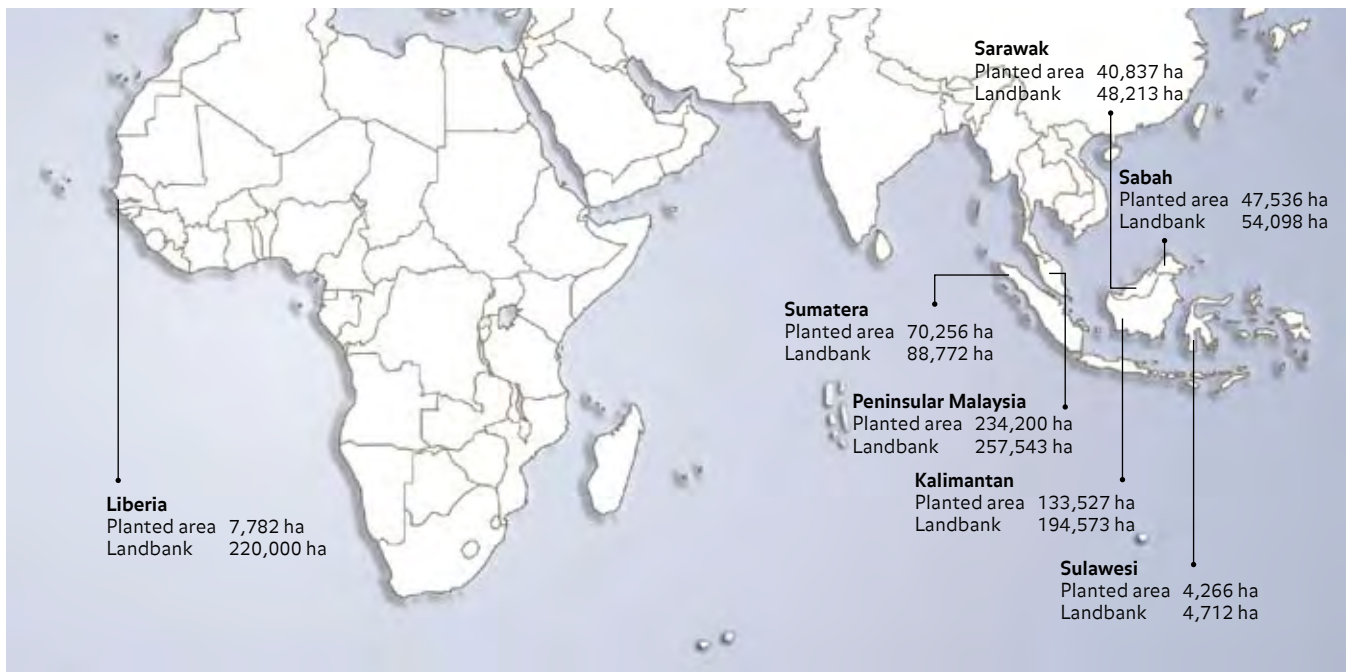 Sarawak
Planted area 40,837 ha
Landbank 48,213 ha
Sabah
Planted area 47,536 ha
Landbank 54,098 ha
Sumatera
Planted area 70,256 ha
Landbank 88,772 ha
Peninsular Malaysia
Planted area 234,200 ha
Landbank 257,543 ha
Kalimantan
Planted area 133,527 ha
Landbank 194,573 ha
Liberia
Planted area 7,782 ha
Landbank 220,000 ha
Sulawesi
Planted area 4,266 ha
Landbank 4,712 ha